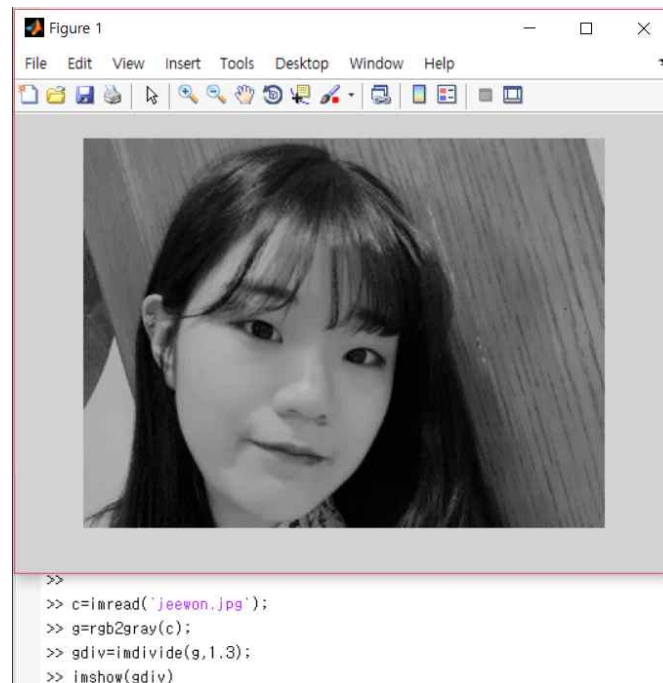 Figure 1
File Edit View Insert Tools Desktop Window Help
>>
>> c=imread('jeewon.jpg');
>> g=rgb2gray(c);
>> gdiv=imdivide(g,1.3);
>> imshow(gdiv)